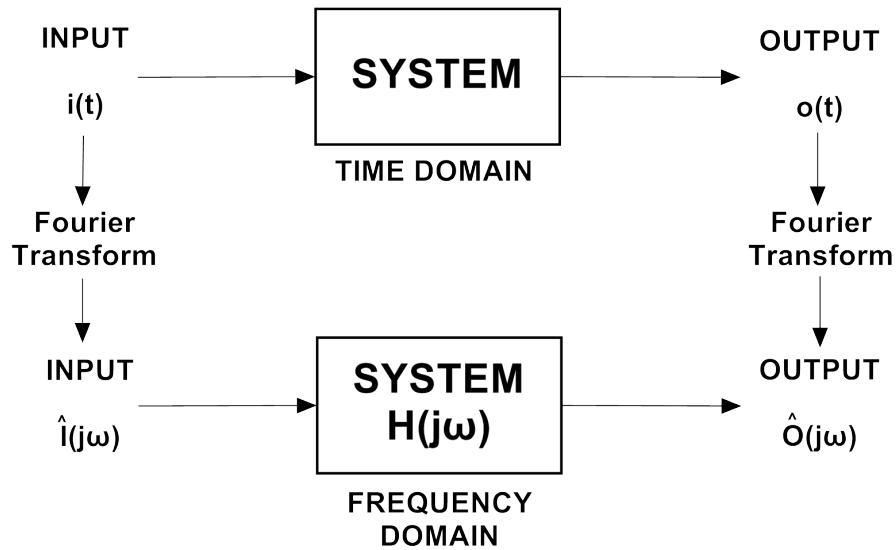 INPUT
SYSTEM
OUTPUT
i(t)
o(t)
TIME DOMAIN
Fourier
Transform
Fourier
Transform
INPUT
SYSTEM
H(jω)
OUTPUT
Î(jω)
Ô(jω)
FREQUENCY
DOMAIN